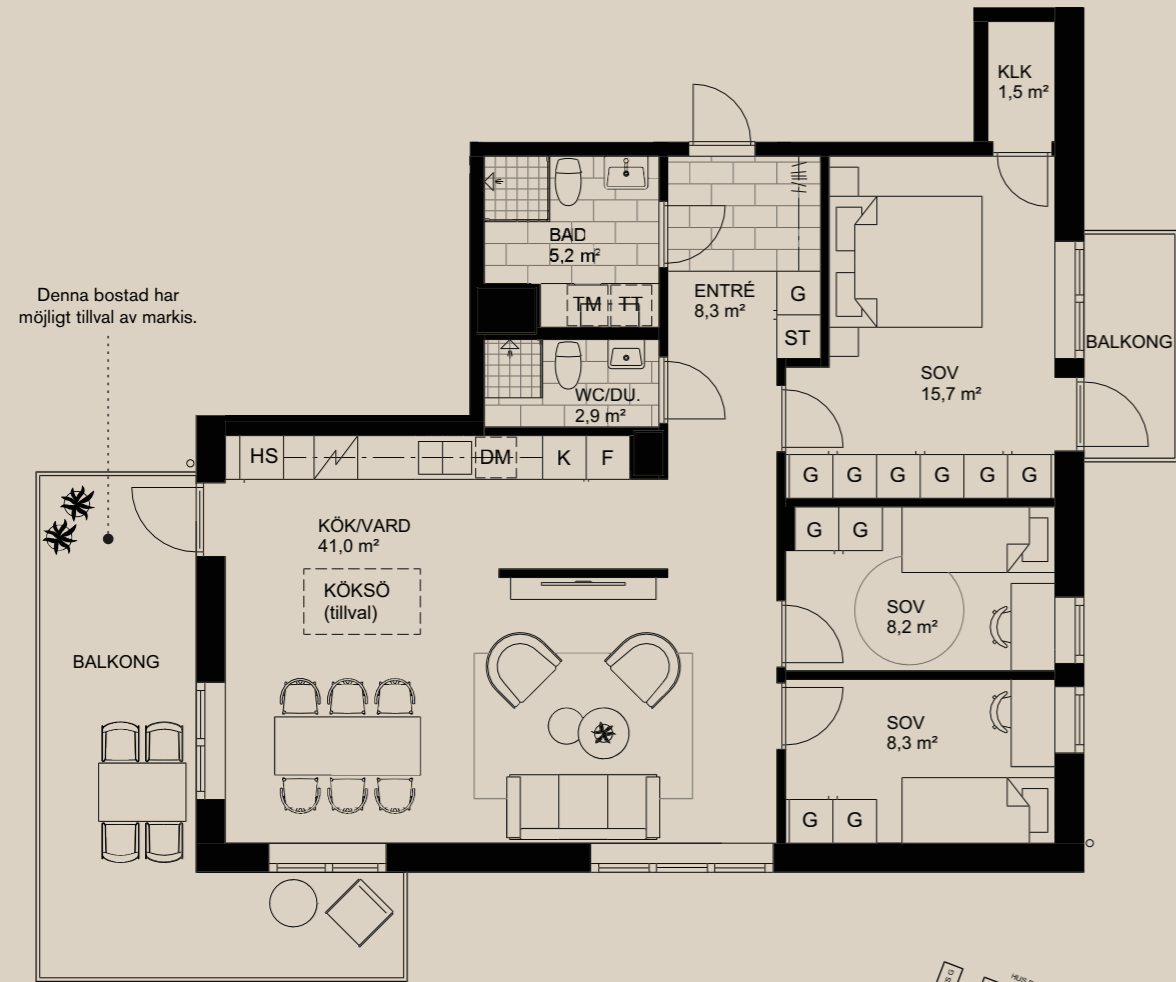 KLK
1,5 m²
BAD
5,2 m²
TM TT
ENTRÉ
8,3 m²
G
ST
Denna bostad har
möjligt tillval av markis.
BALKONG
SOV
15,7 m²
WC/DU.
2,9 m²
HS
DM
K
F
G G G G G G
KÖK/VARD
41,0 m²
G G
KÖKSÖ
(tillval)
SOV
8,2 m²
BALKONG
SOV
8,3 m²
G G